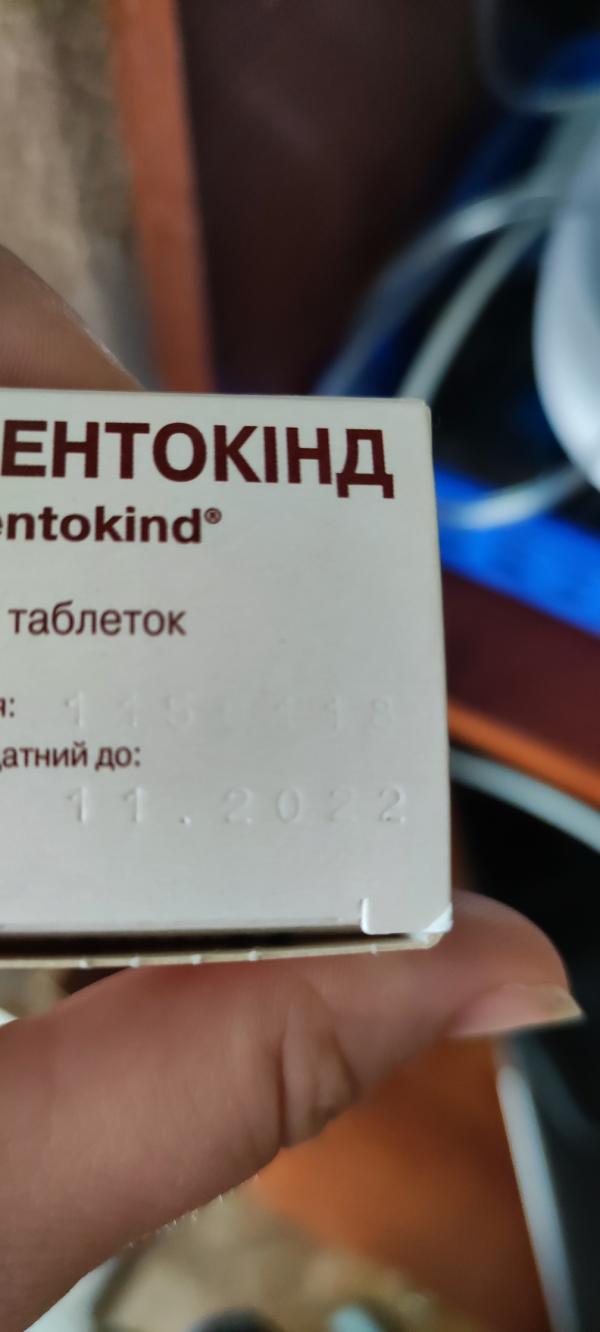 ЕНТОКІНД
entokind®
таблеток
я:
датний до:
11.2022